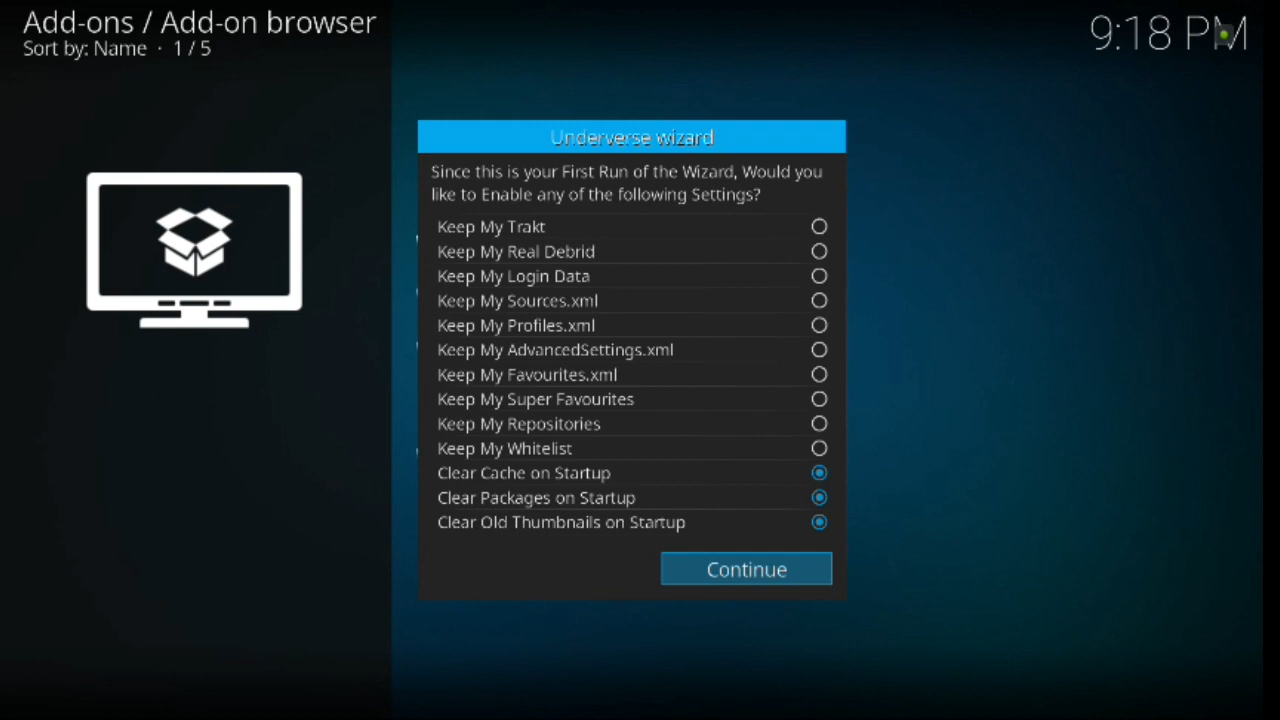 Add-ons / Add-on browser
Sort by: Name · 1 / 5
9:18 PM
Underverse wizard
Since this is your First Run of the Wizard, Would you
like to Enable any of the following Settings?
Keep My Trakt
Keep My Real Debrid
Keep My Login Data
Keep My Sources.xml
Keep My Profiles.xml
Keep My AdvancedSettings.xml
Keep My Favourites.xml
Keep My Super Favourites
Keep My Repositories
Keep My Whitelist
Clear Cache on Startup
Clear Packages on Startup
Clear Old Thumbnails on Startup
Continue